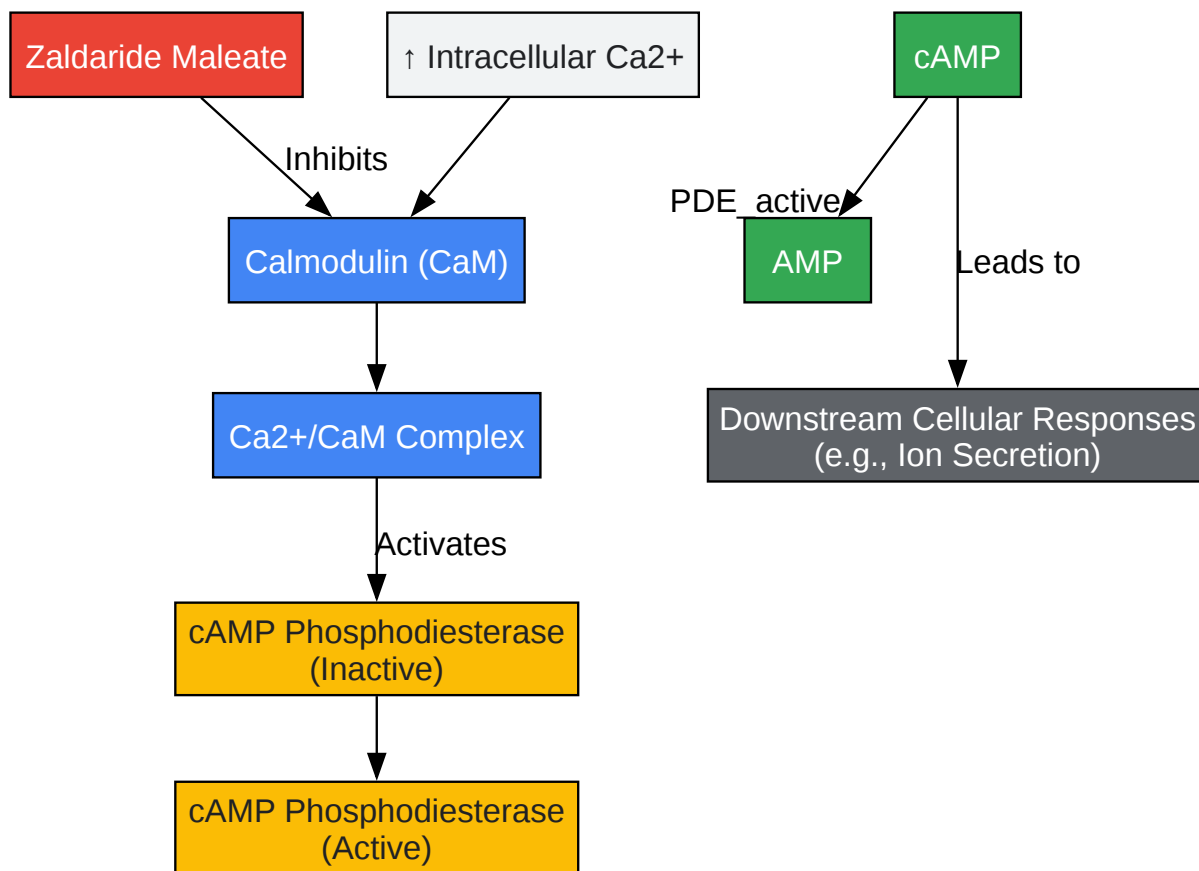 Zaldaride Maleate
↑ Intracellular Ca2+
cAMP
Inhibits
PDE_active
Calmodulin (CaM)
AMP
Leads to
Ca2+/CaM Complex
Downstream Cellular Responses
(e.g., Ion Secretion)
Activates
cAMP Phosphodiesterase
(Inactive)
cAMP Phosphodiesterase
(Active)